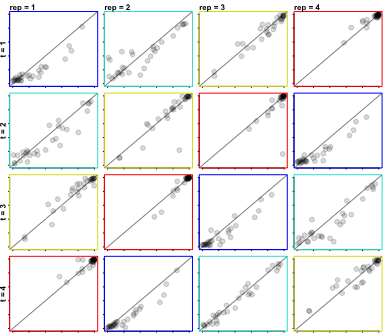 rep = 1 rep = 2 rep = 3 rep = 4
t = 1
t = 2
t = 3
t = 4